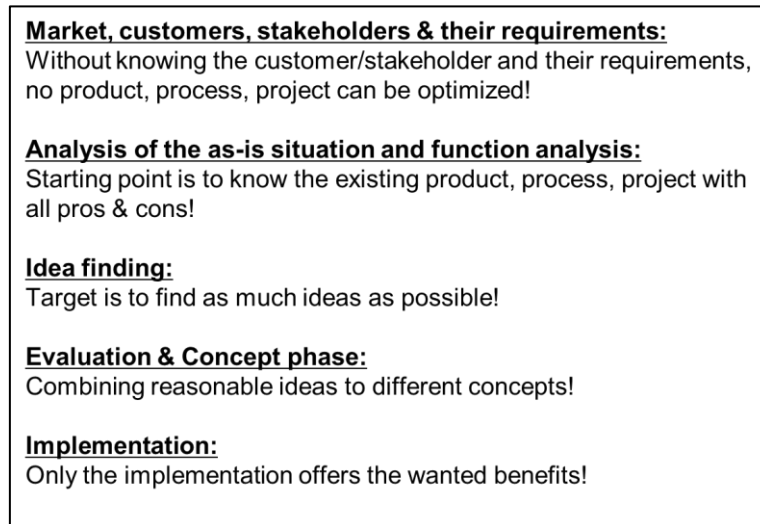 Market, customers, stakeholders & their requirements:
Without knowing the customer/stakeholder and their requirements,
no product, process, project can be optimized!
Analysis of the as-is situation and function analysis:
Starting point is to know the existing product, process, project with
all pros & cons!
Idea finding:
Target is to find as much ideas as possible!
Evaluation & Concept phase:
Combining reasonable ideas to different concepts!
Implementation:
Only the implementation offers the wanted benefits!